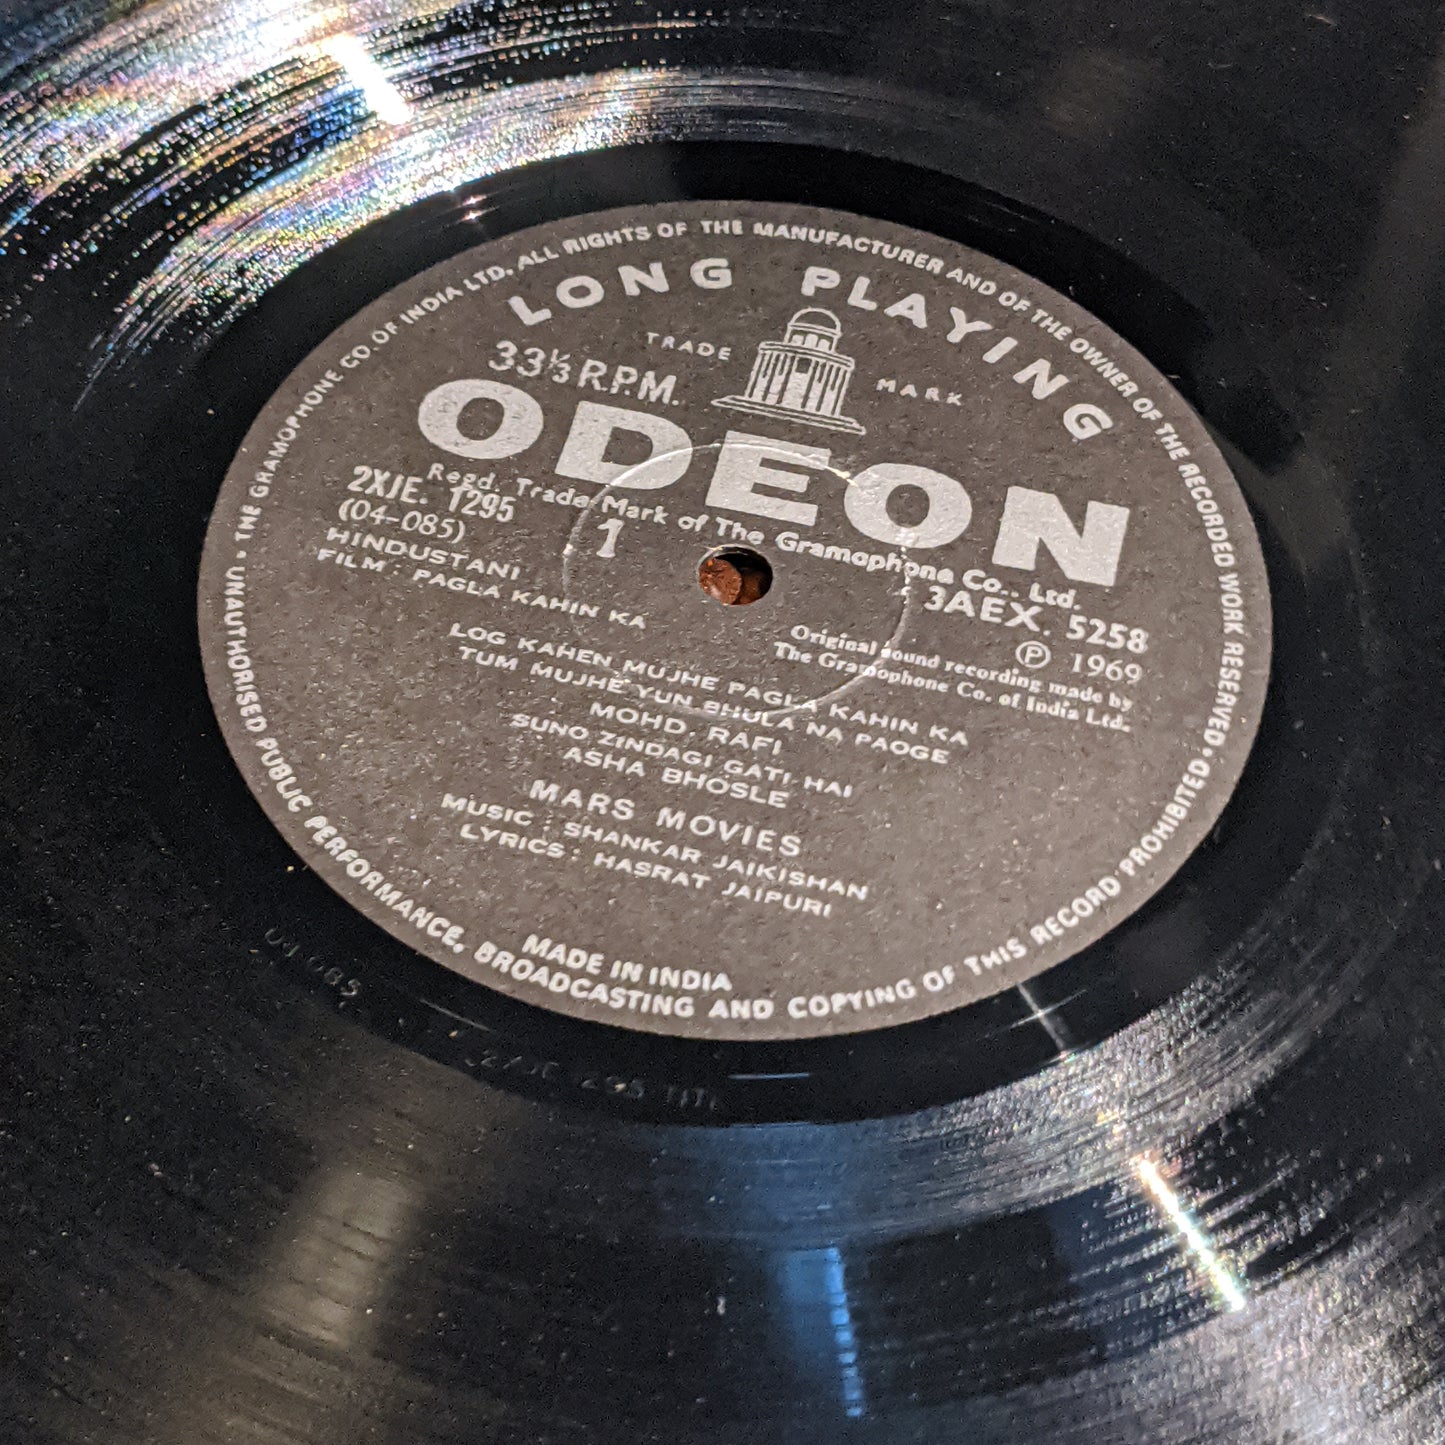 THE GRAMOPHONE CO. OF INDIA LTD. ALL RIGHTS OF THE MANUFACTURER AND OF THE OWNER OF THE RECORDED WORK RESERVED • UNAUTHORISED PUBLIC PERFORMANCE, BROADCASTING AND COPYING OF THIS RECORD PROHIBITED •
LONG PLAYING
TRADE MARK
33⅓ R.P.M.
ODEON
Regd. Trade Mark of The Gramophone Co., Ltd.
2XJE. 1295
(04-085)
1
3AEX. 5258
Ⓟ 1969
HINDUSTANI
FILM : PAGLA KAHIN KA
Original sound recording made by
The Gramophone Co. of India Ltd.
LOG KAHEN MUJHE PAGLA KAHIN KA
TUM MUJHE YUN BHULA NA PAOGE
MOHD. RAFI
SUNO ZINDAGI GATI HAI
ASHA BHOSLE
MARS MOVIES
MUSIC : SHANKAR JAIKISHAN
LYRICS : HASRAT JAIPURI
MADE IN INDIA
04-085